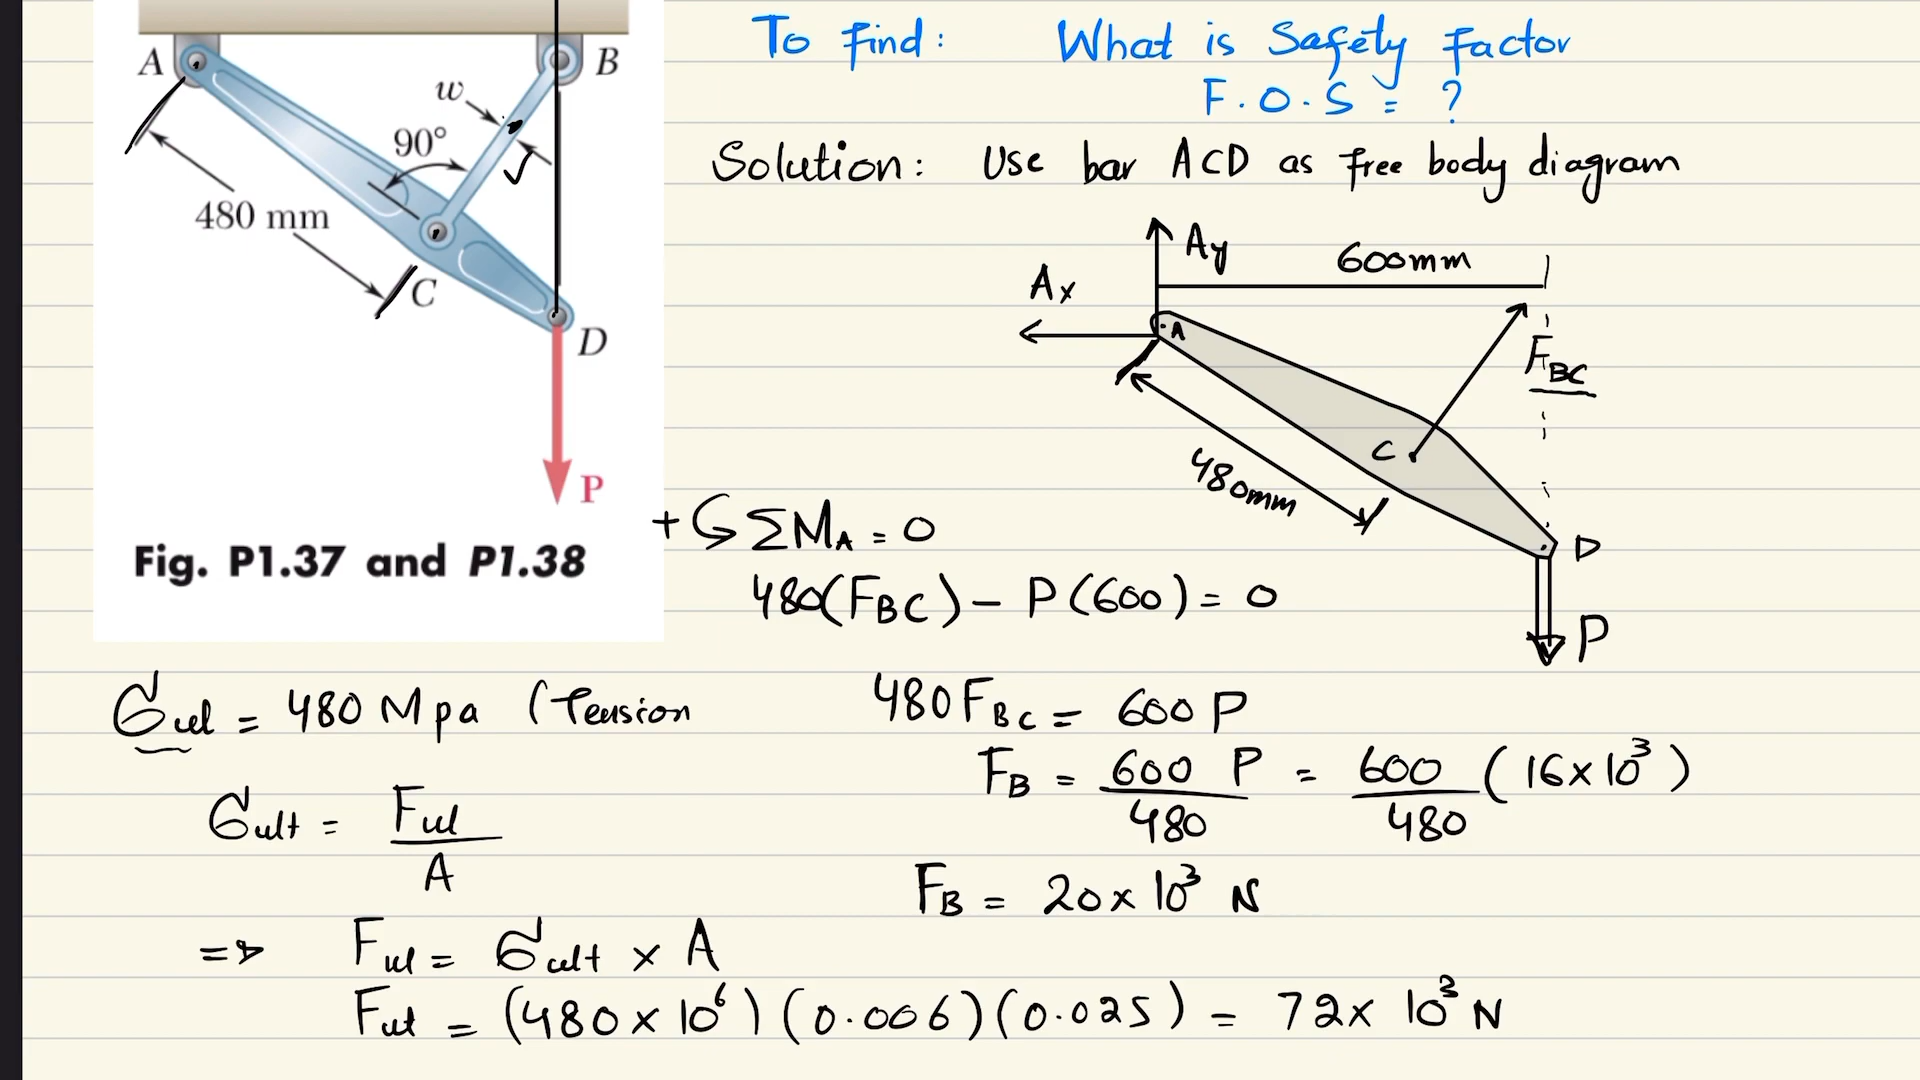 To find: What is Safety factor
F.O.S = ?
Solution: Use bar ACD as free body diagram
A
B
w
90°
480 mm
C
D
P
Fig. P1.37 and P1.38
Ay
600mm
Ax
A
FBC
C
480mm
D
P
+ ↺ ΣMA = 0
480(FBC) - P(600) = 0
σul = 480 Mpa (Tension
480FBC = 600 P
FB = 600 P / 480 = 600 / 480 (16×10³)
σult = Ful / A
FB = 20×10³ N
=> Ful = σult × A
Fut = (480×10⁶)(0.006)(0.025) = 72×10³ N